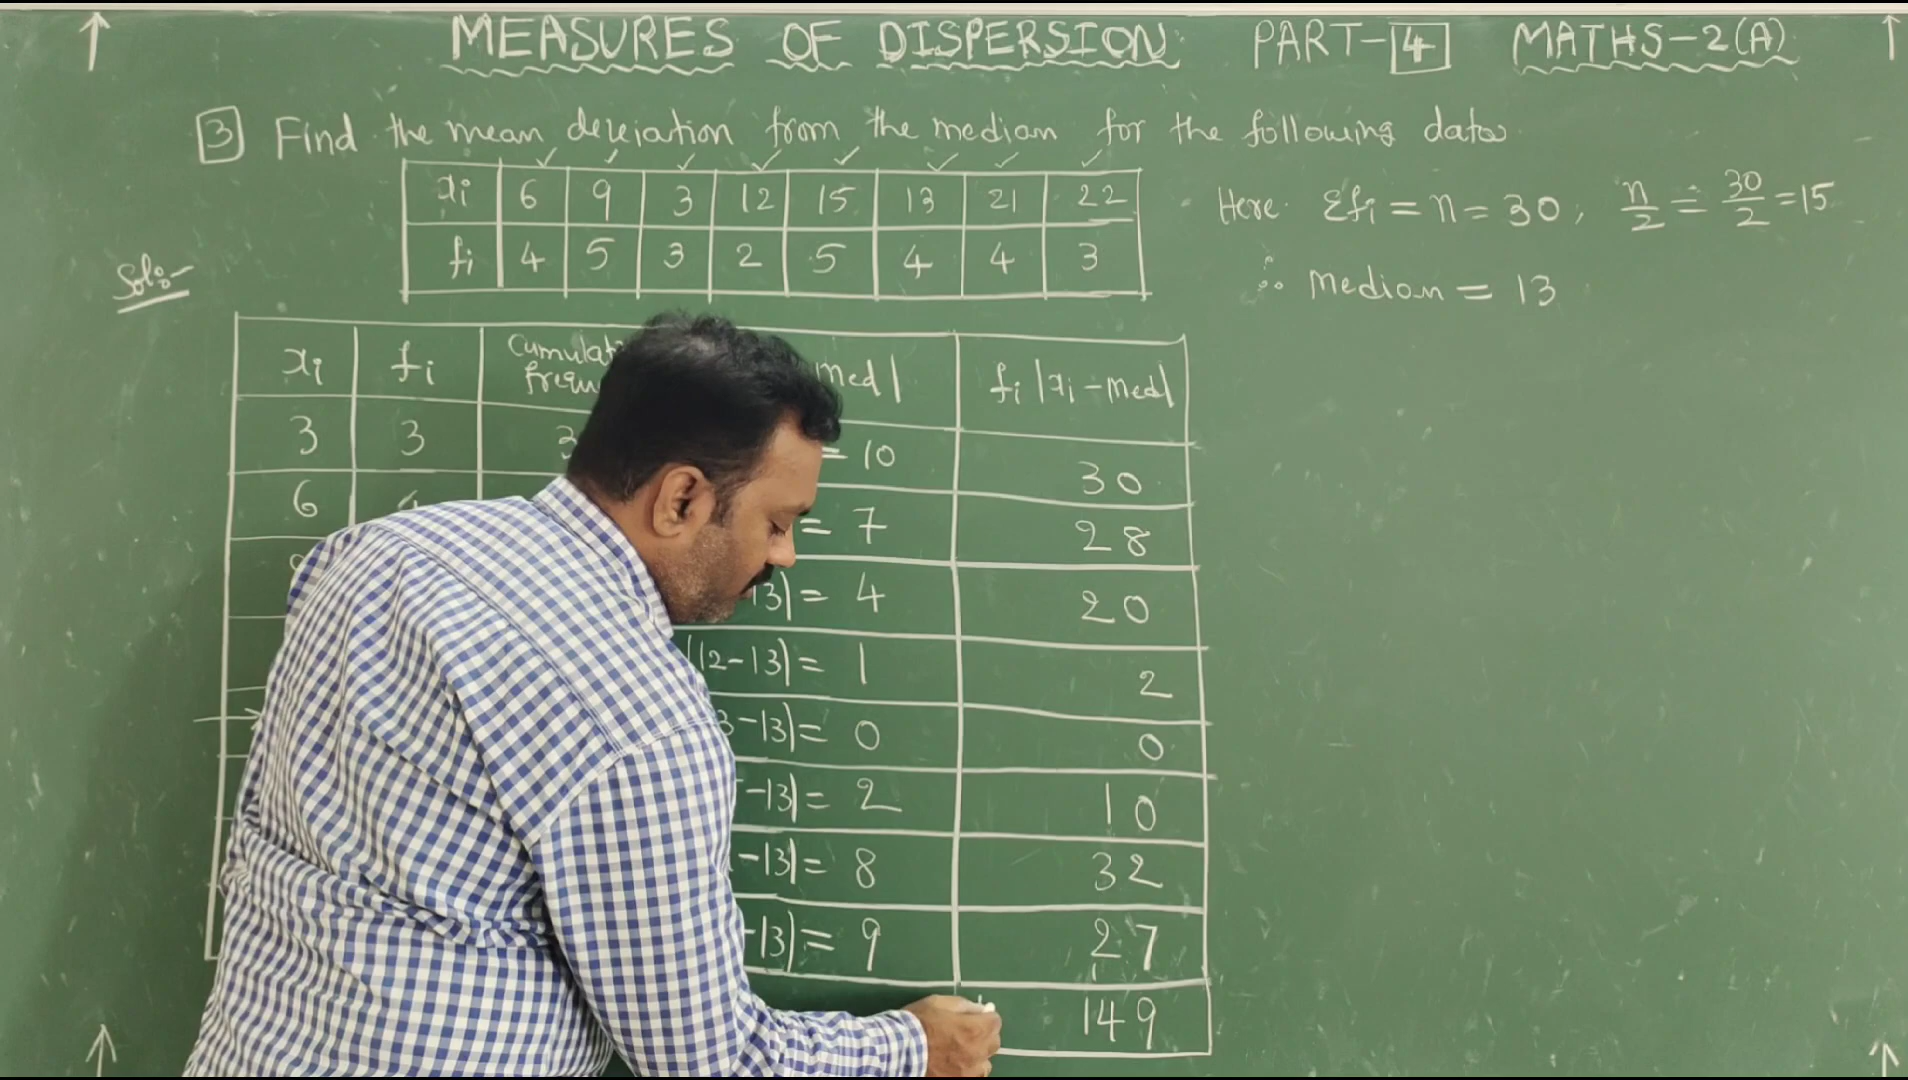 MEASURES OF DISPERSION PART-4 MATHS-2(A)
3 Find the mean deviation from the median for the following data
xi 6 9 3 12 15 13 21 22
fi 4 5 3 2 5 4 4 3
Here Σfi = n = 30, n/2 = 30/2 = 15
∴ Median = 13
Sol:-
xi fi med| fi |xi - Med|
3 3 3 = 10 30
6 = 7 28
13| = 4 20
|12-13| = 1 2
3-13| = 0 0
-13| = 2 10
-13| = 8 32
-13| = 9 27
149